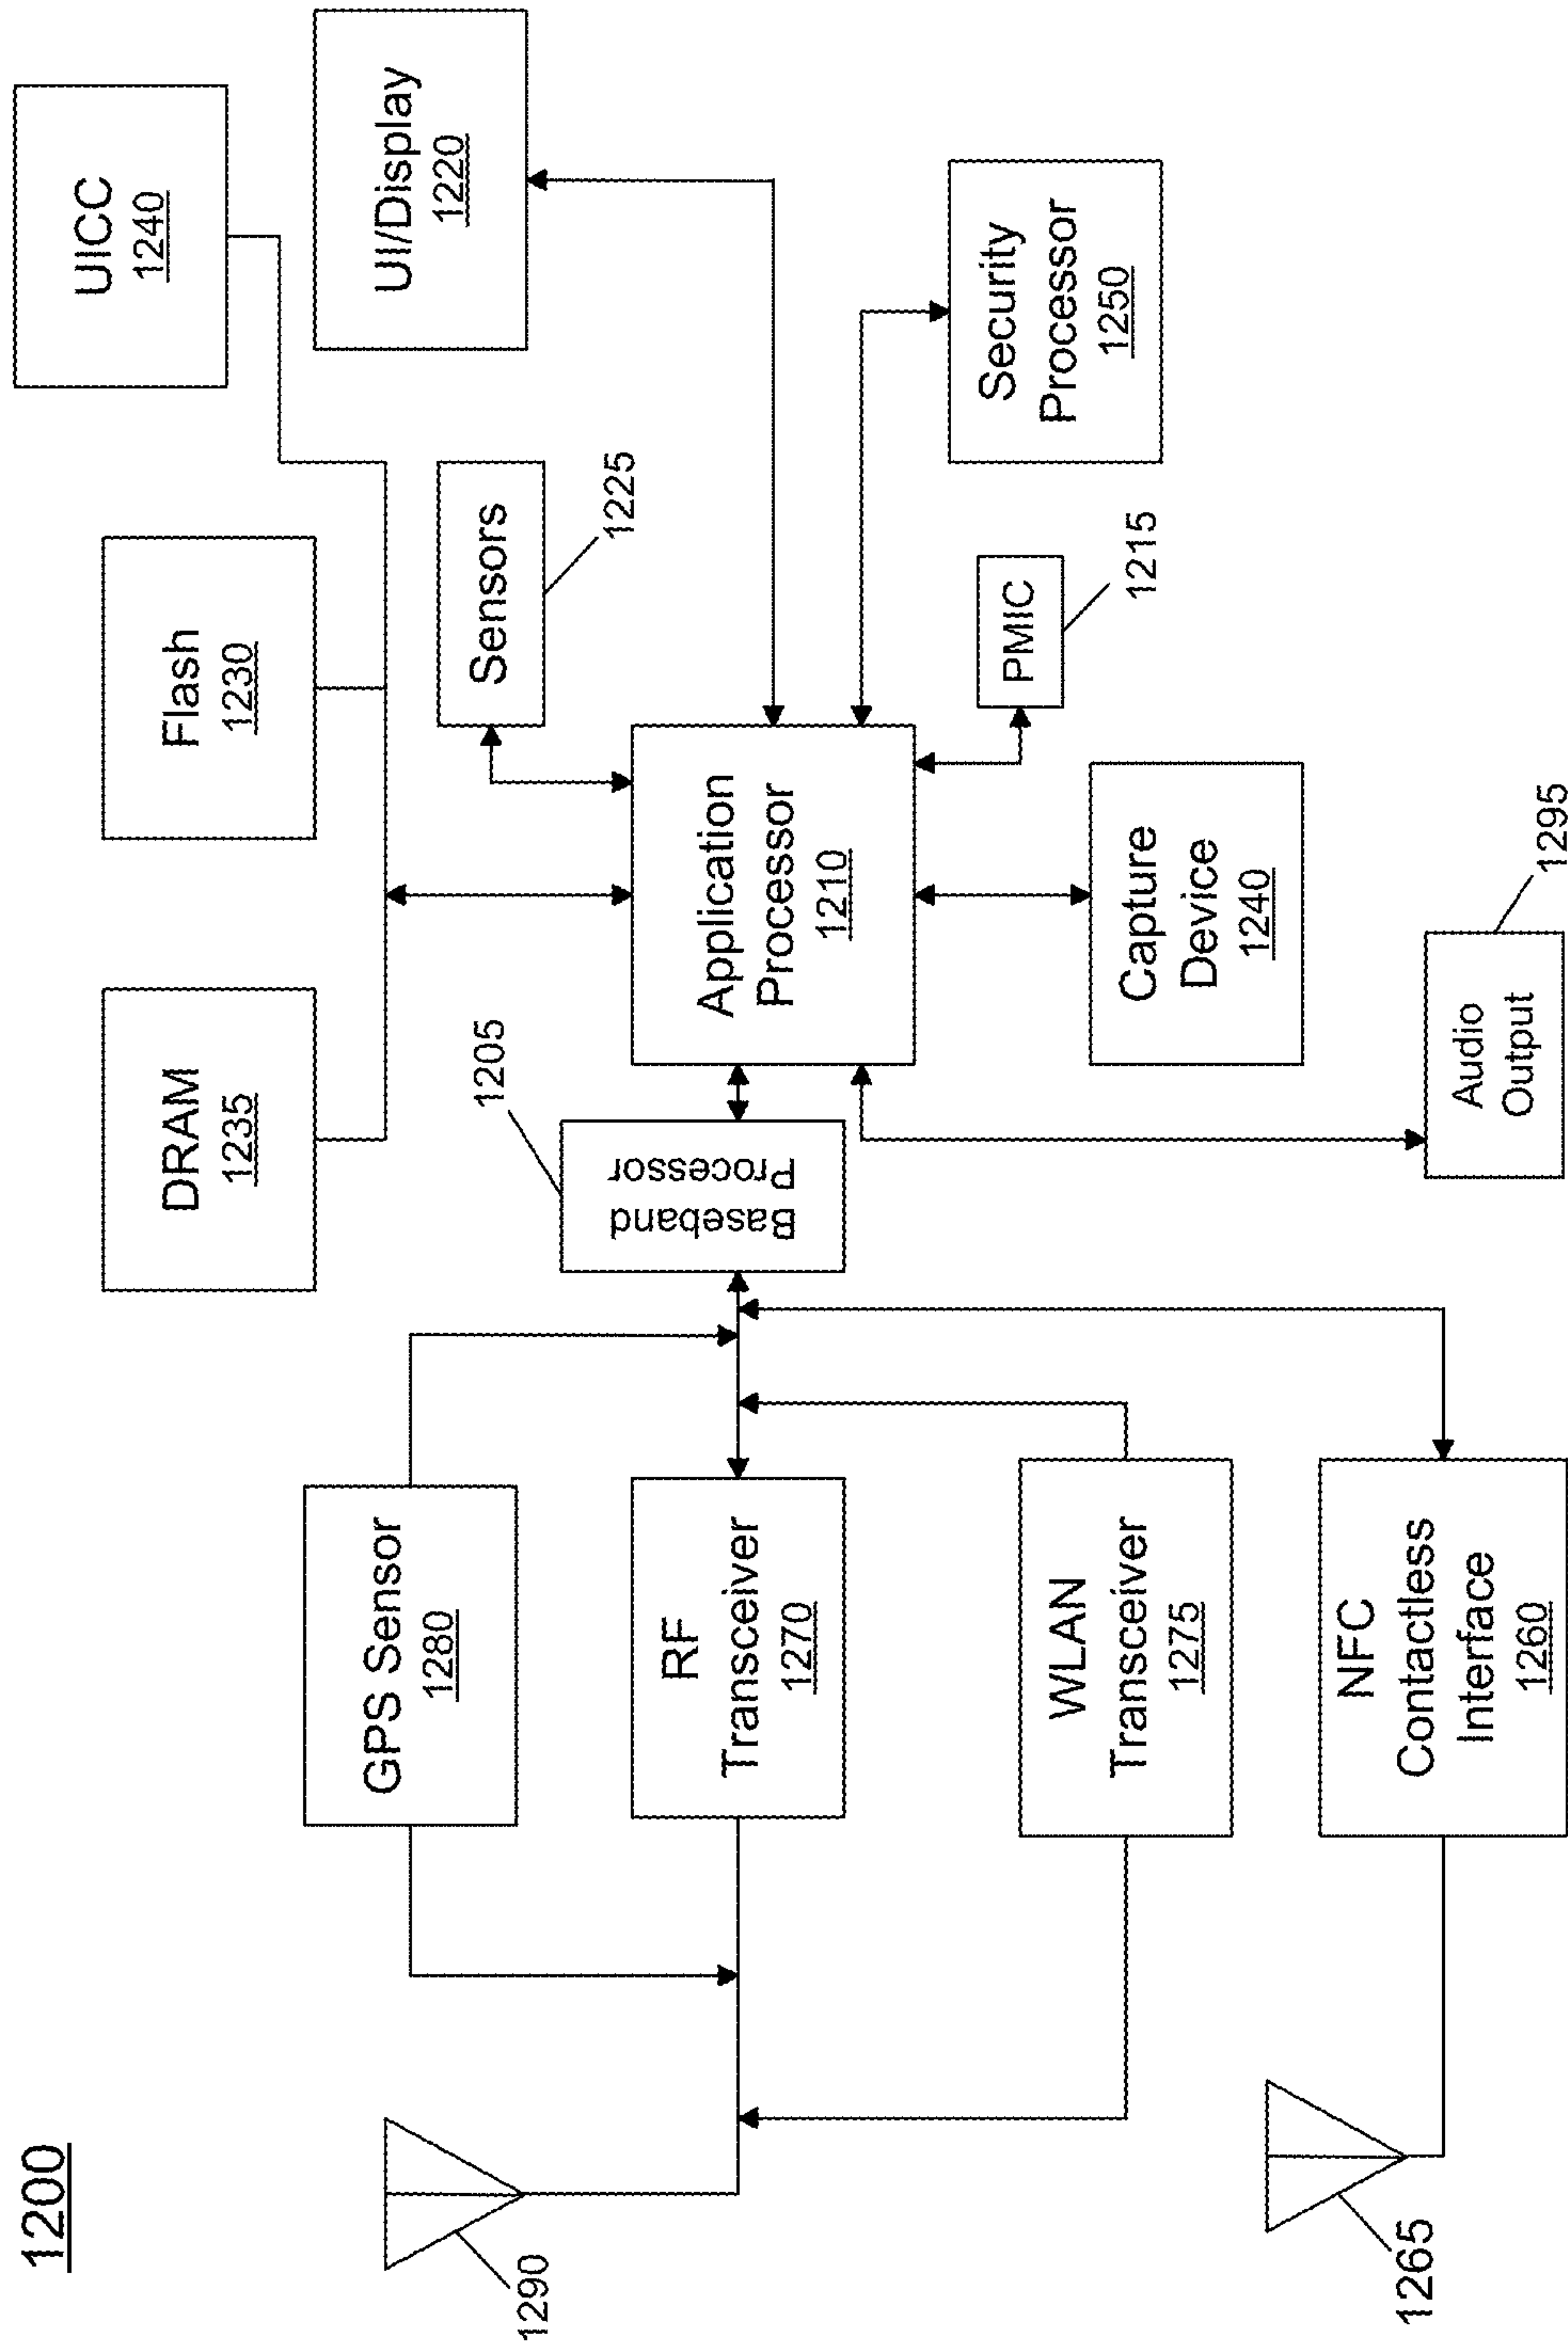 1200
UICC
1240
DRAM
1235
Flash
1230
UI/Display
1220
Sensors
1225
GPS Sensor
1280
1290
1205
Baseband
Processor
Application
Processor
1210
RF
Transceiver
1270
Security
Processor
1250
PMIC
1215
WLAN
Transceiver
1275
Capture
Device
1240
1265
NFC
Contactless
Interface
1260
Audio
Output
1295